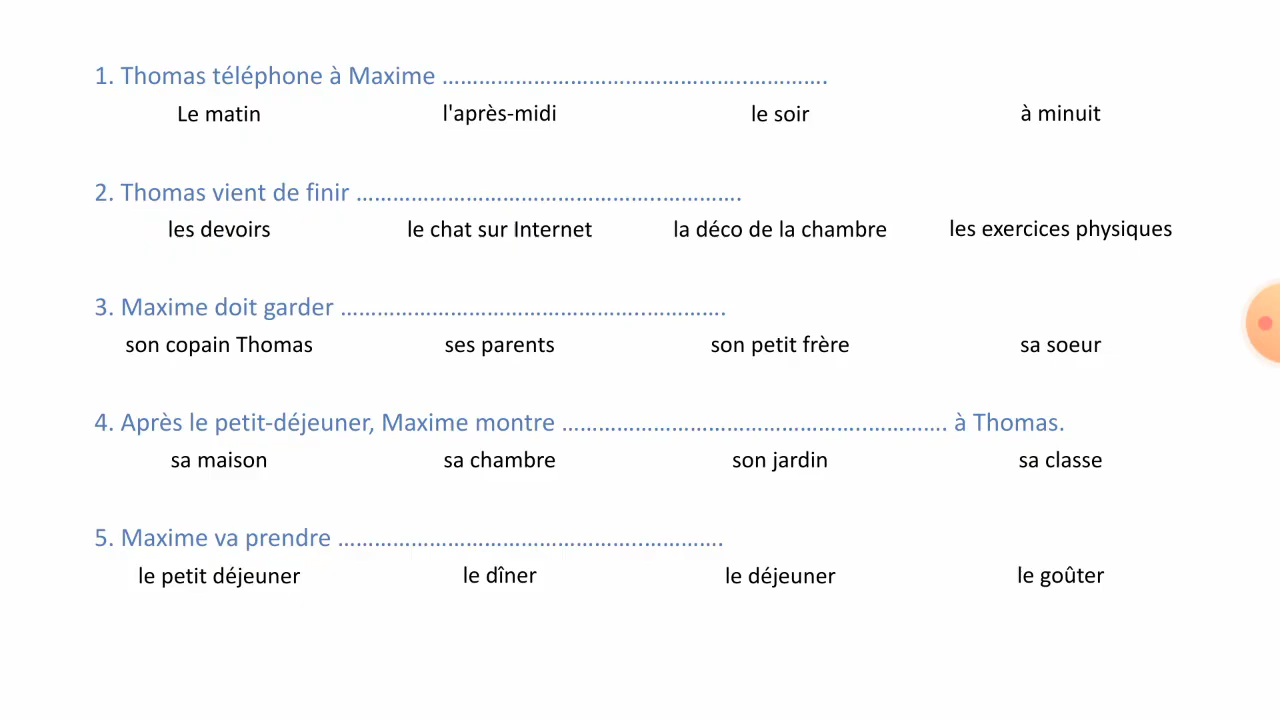 1. Thomas téléphone à Maxime ………………………………………..………….
Le matin l'après-midi le soir à minuit
2. Thomas vient de finir ………………………………………..………….
les devoirs le chat sur Internet la déco de la chambre les exercices physiques
3. Maxime doit garder ………………………………………..………….
son copain Thomas ses parents son petit frère sa soeur
4. Après le petit-déjeuner, Maxime montre ………………………………………..…………. à Thomas.
sa maison sa chambre son jardin sa classe
5. Maxime va prendre ………………………………………..………….
le petit déjeuner le dîner le déjeuner le goûter